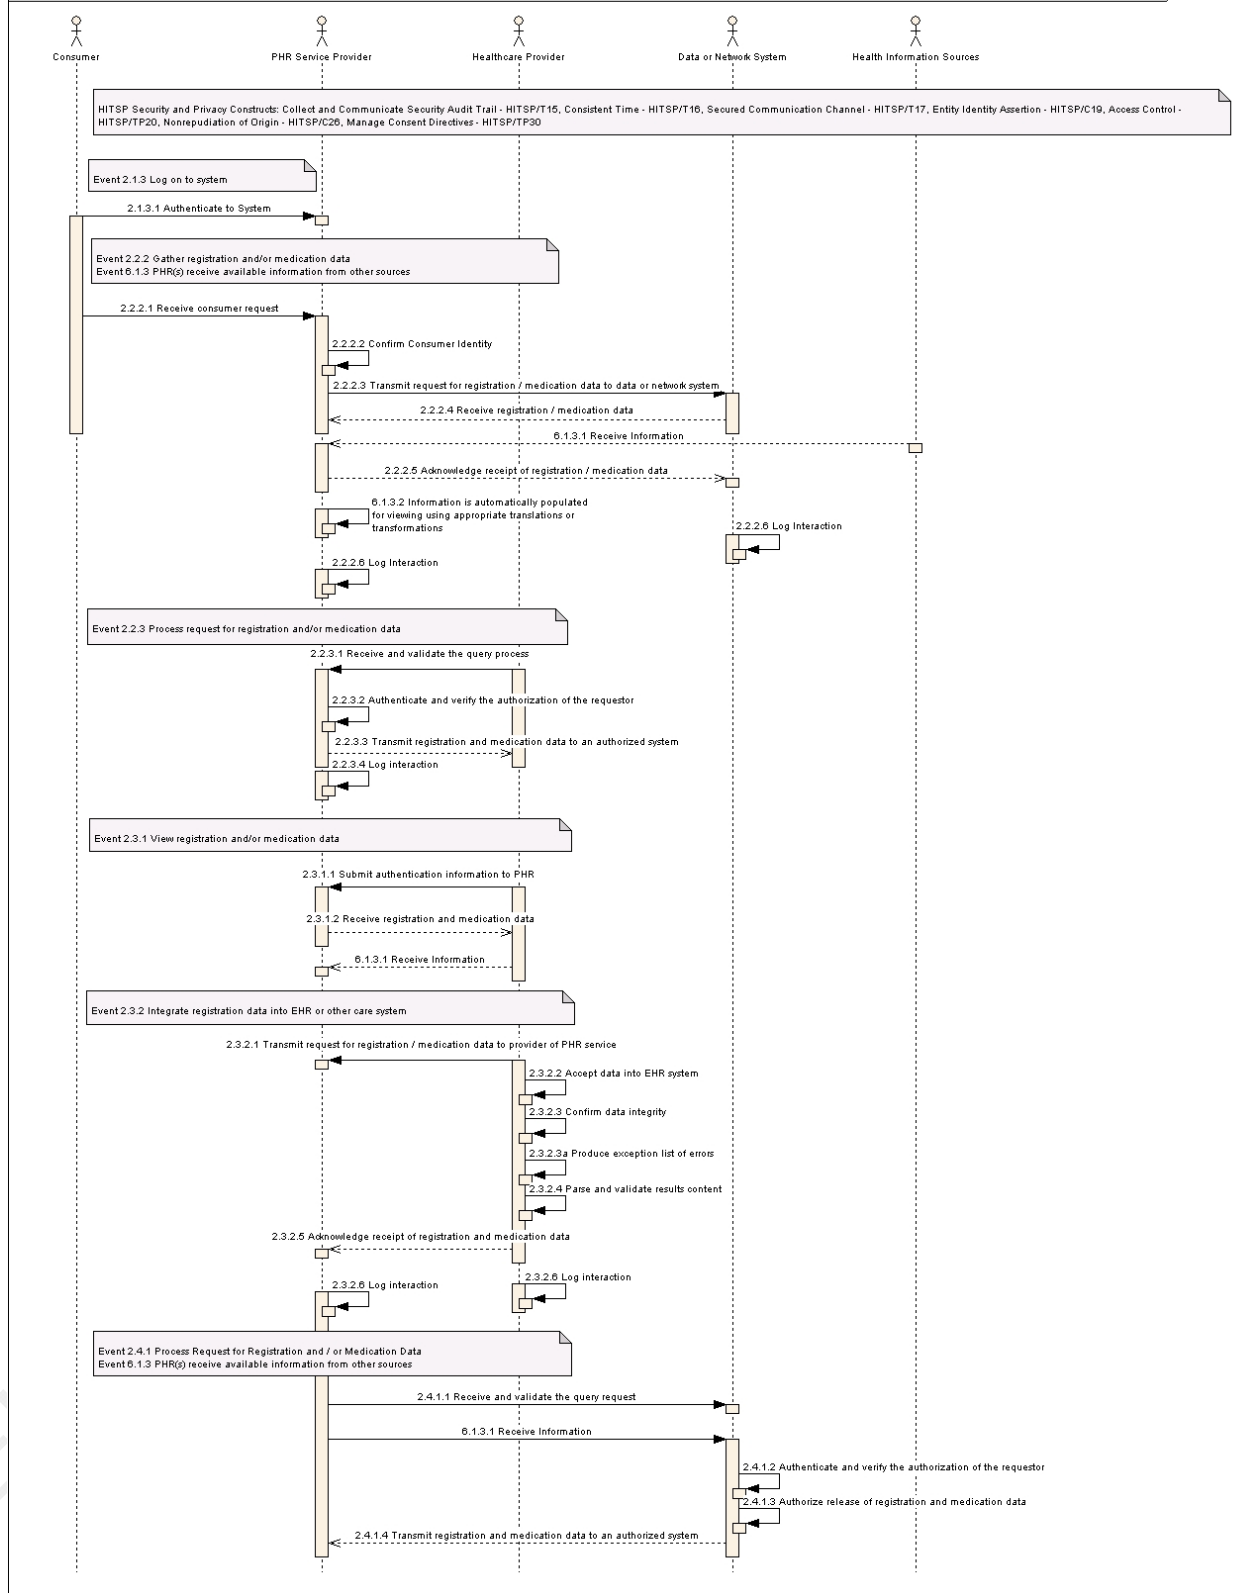 Consumer
PHR Service Provider
Healthcare Provider
Data or Network System
Health Information Sources
HITSP Security and Privacy Constructs: Collect and Communicate Security Audit Trail - HITSP/T15, Consistent Time - HITSP/T16, Secured Communication Channel - HITSP/T17, Entity Identity Assertion - HITSP/C19, Access Control -
HITSP/TP20, Nonrepudiation of Origin - HITSP/C26, Manage Consent Directives - HITSP/TP30
Event 2.1.3 Log on to system
2.1.3.1 Authenticate to System
Event 2.2.2 Gather registration and/or medication data
Event 6.1.3 PHR(s) receive available information from other sources
2.2.2.1 Receive consumer request
2.2.2.2 Confirm Consumer Identity
2.2.2.3 Transmit request for registration / medication data to data or network system
2.2.2.4 Receive registration / medication data
6.1.3.1 Receive Information
2.2.2.5 Acknowledge receipt of registration / medication data
6.1.3.2 Information is automatically populated
for viewing using appropriate translations or
transformations
2.2.2.6 Log Interaction
2.2.2.6 Log Interaction
Event 2.2.3 Process request for registration and/or medication data
2.2.3.1 Receive and validate the query process
2.2.3.2 Authenticate and verify the authorization of the requestor
2.2.3.3 Transmit registration and medication data to an authorized system
2.2.3.4 Log interaction
Event 2.3.1 View registration and/or medication data
2.3.1.1 Submit authentication information to PHR
2.3.1.2 Receive registration and medication data
6.1.3.1 Receive Information
Event 2.3.2 Integrate registration data into EHR or other care system
2.3.2.1 Transmit request for registration / medication data to provider of PHR service
2.3.2.2 Accept data into EHR system
2.3.2.3 Confirm data integrity
2.3.2.3a Produce exception list of errors
2.3.2.4 Parse and validate results content
2.3.2.5 Acknowledge receipt of registration and medication data
2.3.2.6 Log interaction
2.3.2.6 Log interaction
Event 2.4.1 Process Request for Registration and / or Medication Data
Event 6.1.3 PHR(s) receive available information from other sources
2.4.1.1 Receive and validate the query request
6.1.3.1 Receive Information
2.4.1.2 Authenticate and verify the authorization of the requestor
2.4.1.3 Authorize release of registration and medication data
2.4.1.4 Transmit registration and medication data to an authorized system